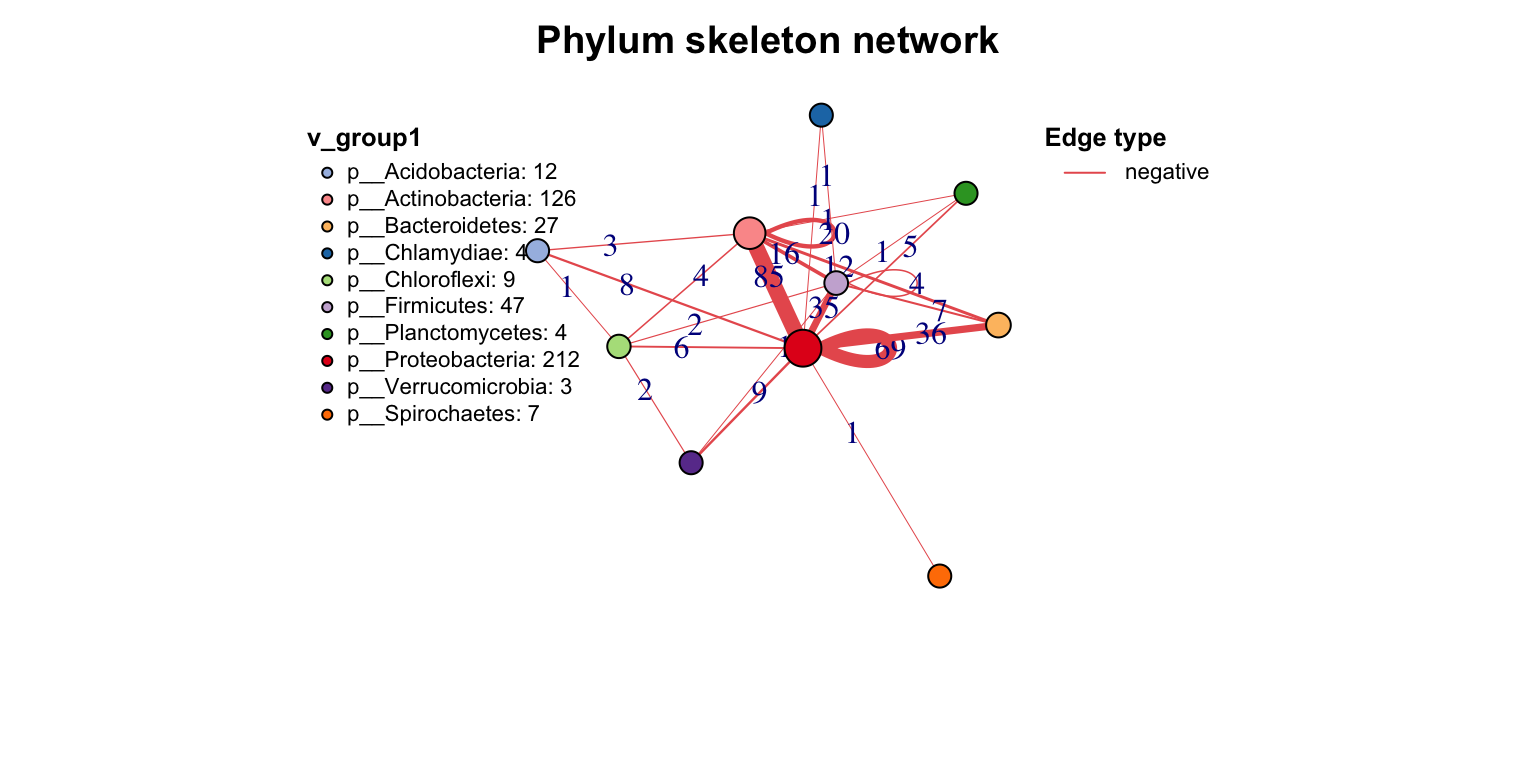 Phylum skeleton network
v_group1
p__Acidobacteria: 12
p__Actinobacteria: 126
p__Bacteroidetes: 27
p__Chlamydiae: 4
p__Chloroflexi: 9
p__Firmicutes: 47
p__Planctomycetes: 4
p__Proteobacteria: 212
p__Verrucomicrobia: 3
p__Spirochaetes: 7
Edge type
negative
1
1
1
20
3
16
1
5
12
85
4
8
1
4
35
7
2
36
6
1
69
2
9
1